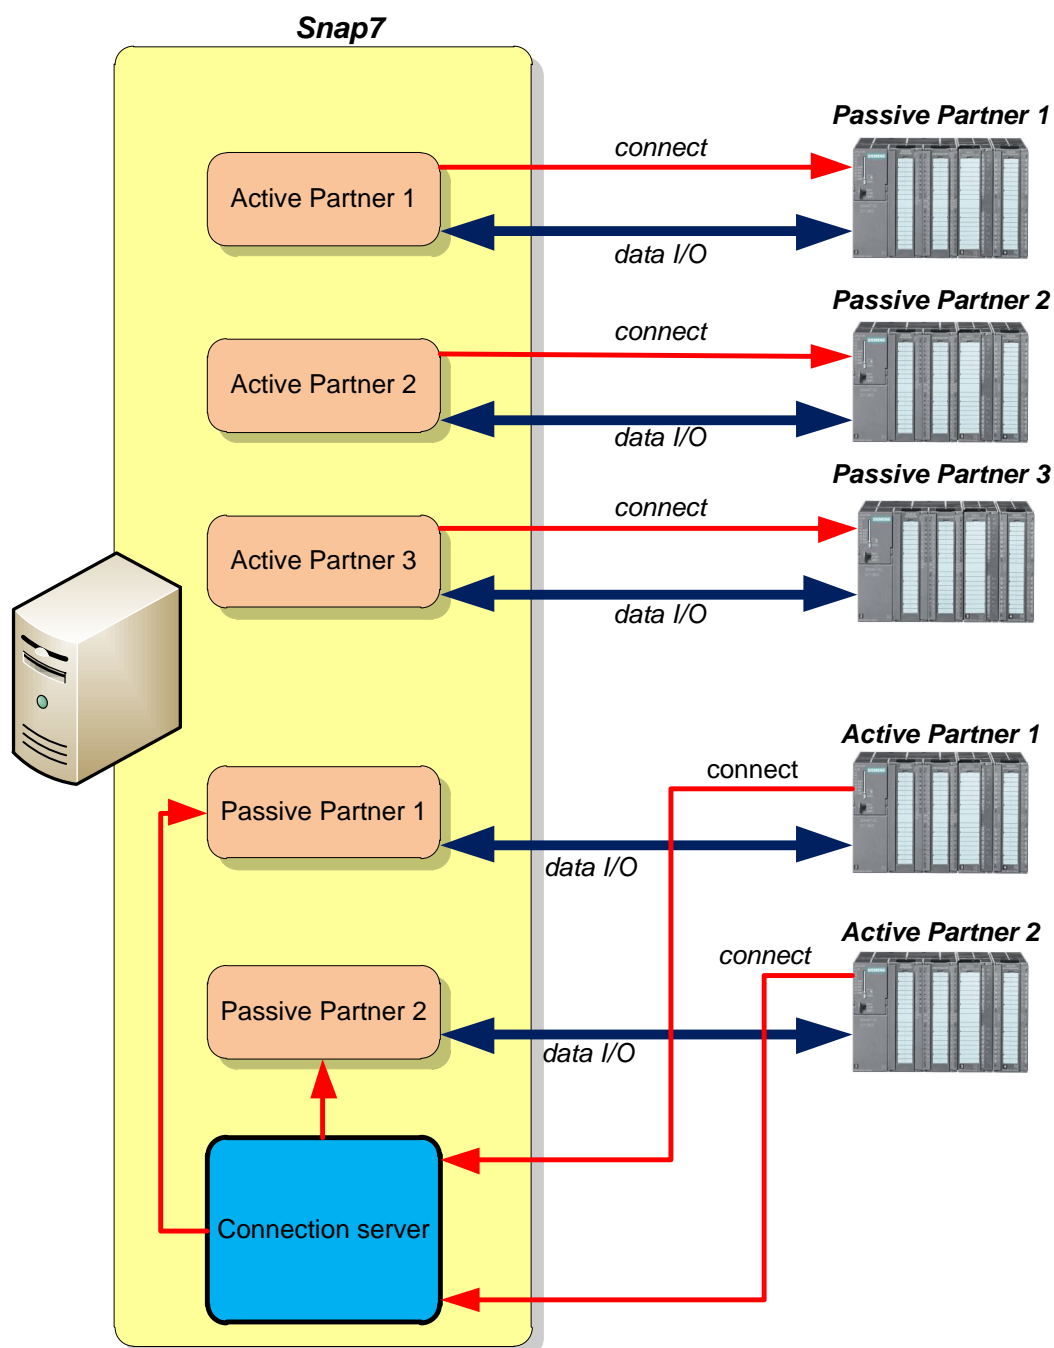 Snap7
Passive Partner 1
connect
Active Partner 1
data I/O
Passive Partner 2
connect
Active Partner 2
data I/O
Passive Partner 3
connect
Active Partner 3
data I/O
Active Partner 1
connect
Passive Partner 1
data I/O
Active Partner 2
connect
Passive Partner 2
data I/O
Connection server